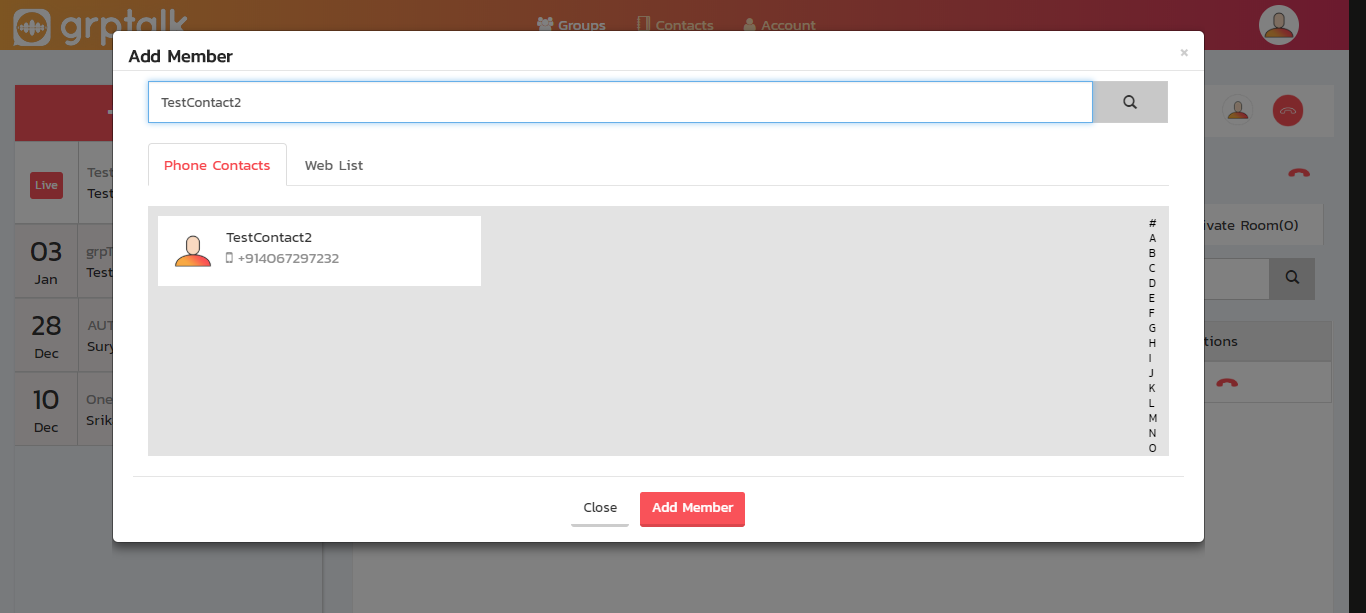 grptalk
Groups
Contacts
Account
Add Member
×
TestContact2
Phone Contacts
Web List
TestContact2
+914067297232
#
A
B
C
D
E
F
G
H
I
J
K
L
M
N
O
Close
Add Member
Live
Test
Test
03
Jan
grpT
Test
28
Dec
AUT
Sury
10
Dec
One
Srik
ivate Room(0)
tions